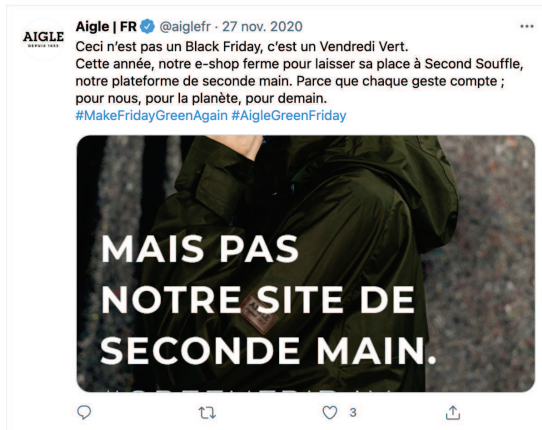 AIGLE
DEPUIS 1853
Aigle | FR @aiglefr · 27 nov. 2020
Ceci n'est pas un Black Friday, c'est un Vendredi Vert.
Cette année, notre e-shop ferme pour laisser sa place à Second Souffle,
notre plateforme de seconde main. Parce que chaque geste compte ;
pour nous, pour la planète, pour demain.
#MakeFridayGreenAgain #AigleGreenFriday
MAIS PAS
NOTRE SITE DE
SECONDE MAIN.
3